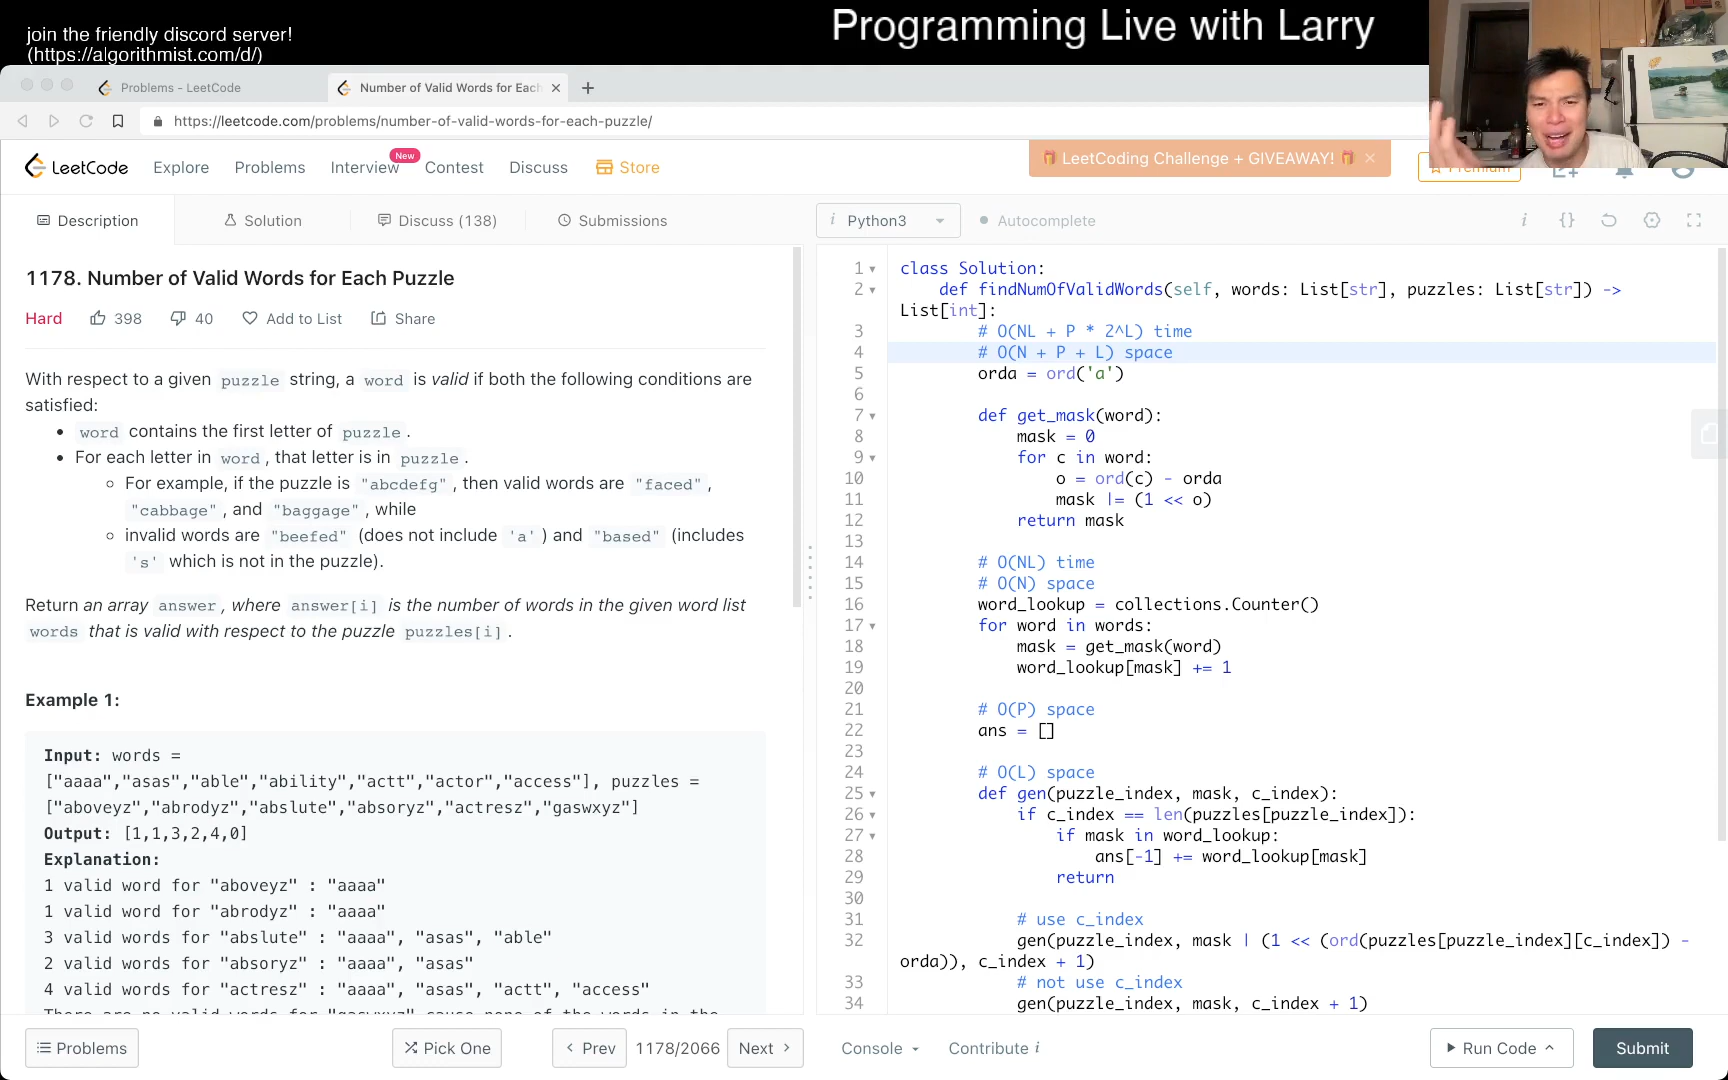 join the friendly discord server!
(https://algorithmist.com/d/)
Programming Live with Larry
Problems - LeetCode
Number of Valid Words for Each
https://leetcode.com/problems/number-of-valid-words-for-each-puzzle/
LeetCode
Explore
Problems
Interview
New
Contest
Discuss
Store
LeetCoding Challenge + GIVEAWAY!
Premium
Description
Solution
Discuss (138)
Submissions
i Python3
Autocomplete
1178. Number of Valid Words for Each Puzzle
Hard
398
40
Add to List
Share
With respect to a given puzzle string, a word is valid if both the following conditions are
satisfied:
• word contains the first letter of puzzle .
• For each letter in word , that letter is in puzzle .
◦ For example, if the puzzle is "abcdefg" , then valid words are "faced" ,
"cabbage" , and "baggage" , while
◦ invalid words are "beefed" (does not include 'a' ) and "based" (includes
's' which is not in the puzzle).
Return an array answer , where answer[i] is the number of words in the given word list
words that is valid with respect to the puzzle puzzles[i] .
Example 1:
Input: words =
["aaaa","asas","able","ability","actt","actor","access"], puzzles =
["aboveyz","abrodyz","abslute","absoryz","actresz","gaswxyz"]
Output: [1,1,3,2,4,0]
Explanation:
1 valid word for "aboveyz" : "aaaa"
1 valid word for "abrodyz" : "aaaa"
3 valid words for "abslute" : "aaaa", "asas", "able"
2 valid words for "absoryz" : "aaaa", "asas"
4 valid words for "actresz" : "aaaa", "asas", "actt", "access"
There are no valid words for "gaswxyz" cause none of the words in the
1 class Solution:
2 def findNumOfValidWords(self, words: List[str], puzzles: List[str]) ->
List[int]:
3 # O(NL + P * 2^L) time
4 # O(N + P + L) space
5 orda = ord('a')
6
7 def get_mask(word):
8 mask = 0
9 for c in word:
10 o = ord(c) - orda
11 mask |= (1 << o)
12 return mask
13
14 # O(NL) time
15 # O(N) space
16 word_lookup = collections.Counter()
17 for word in words:
18 mask = get_mask(word)
19 word_lookup[mask] += 1
20
21 # O(P) space
22 ans = []
23
24 # O(L) space
25 def gen(puzzle_index, mask, c_index):
26 if c_index == len(puzzles[puzzle_index]):
27 if mask in word_lookup:
28 ans[-1] += word_lookup[mask]
29 return
30
31 # use c_index
32 gen(puzzle_index, mask | (1 << (ord(puzzles[puzzle_index][c_index]) -
orda)), c_index + 1)
33 # not use c_index
34 gen(puzzle_index, mask, c_index + 1)
Problems
Pick One
Prev
1178/2066
Next
Console
Contribute i
Run Code
Submit